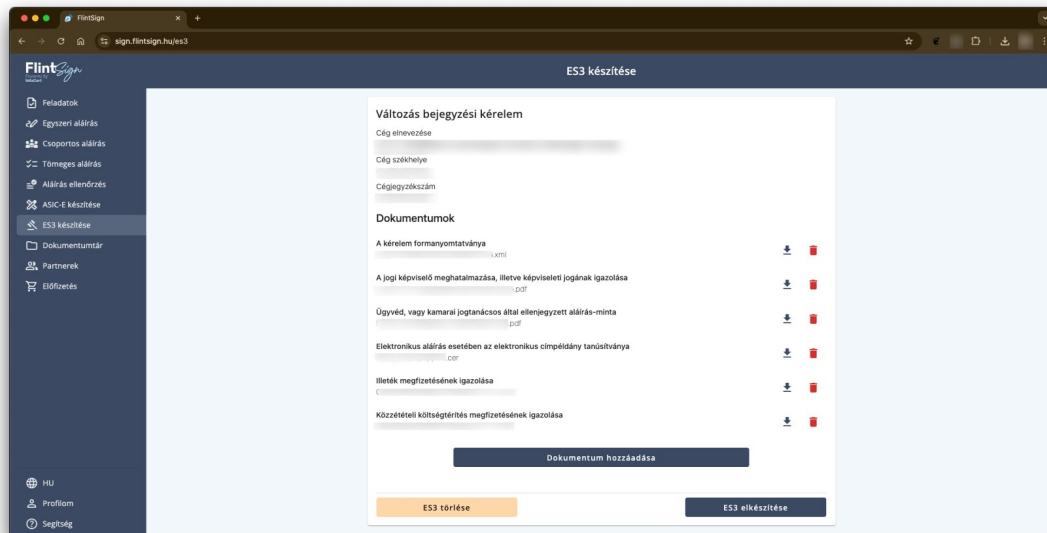 FlintSign
sign.flintsign.hu/es3
FlintSign
ES3 készítése
Feladatok
Egyszeri aláírás
Csoportos aláírás
Tömeges aláírás
Aláírás ellenőrzés
ASIC-E készítése
ES3 készítése
Dokumentumtár
Partnerek
Előfizetés
HU
Profilom
Segítség
Változás bejegyzési kérelem
Cég elnevezése
Cég székhelye
Cégjegyzékszám
Dokumentumok
A kérelem formanyomtatványa
.xml
A jogi képviselő meghatalmazása, illetve képviseleti jogának igazolása
.pdf
Ügyvéd, vagy kamarai jogtanácsos által ellenjegyzett aláírás-minta
.pdf
Elektronikus aláírás esetében az elektronikus címpéldány tanúsítványa
.cer
Illeték megfizetésének igazolása
Közzétételi költségtérítés megfizetésének igazolása
Dokumentum hozzáadása
ES3 törlése
ES3 elkészítése